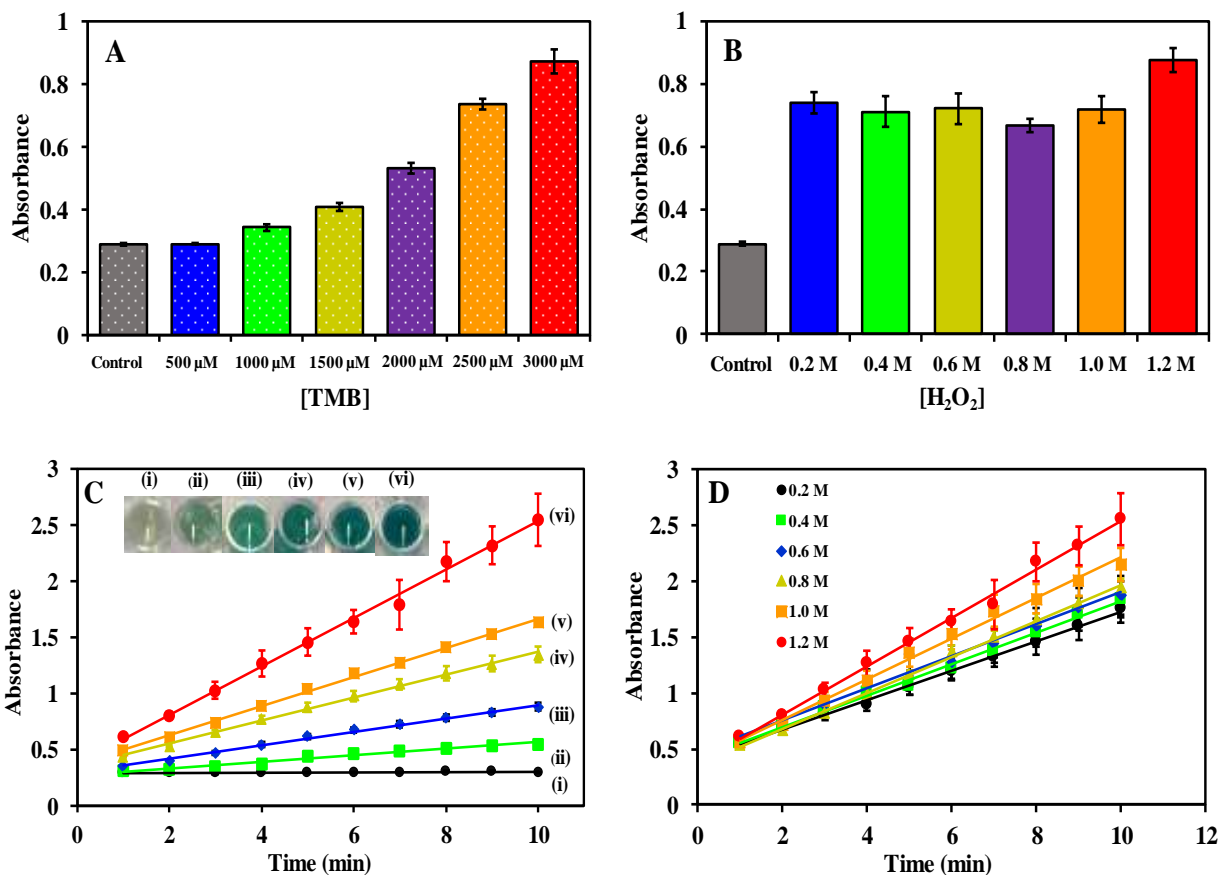 A
Absorbance
1
0.8
0.6
0.4
0.2
0
Control 500 µM 1000 µM 1500 µM 2000 µM 2500 µM 3000 µM
[TMB]
B
Absorbance
1
0.8
0.6
0.4
0.2
0
Control 0.2 M 0.4 M 0.6 M 0.8 M 1.0 M 1.2 M
[H₂O₂]
C
(i) (ii) (iii) (iv) (v) (vi)
Absorbance
3
2.5
2
1.5
1
0.5
0
(vi)
(v)
(iv)
(iii)
(ii)
(i)
0 2 4 6 8 10 12
Time (min)
D
0.2 M
0.4 M
0.6 M
0.8 M
1.0 M
1.2 M
Absorbance
3
2.5
2
1.5
1
0.5
0
0 2 4 6 8 10 12
Time (min)